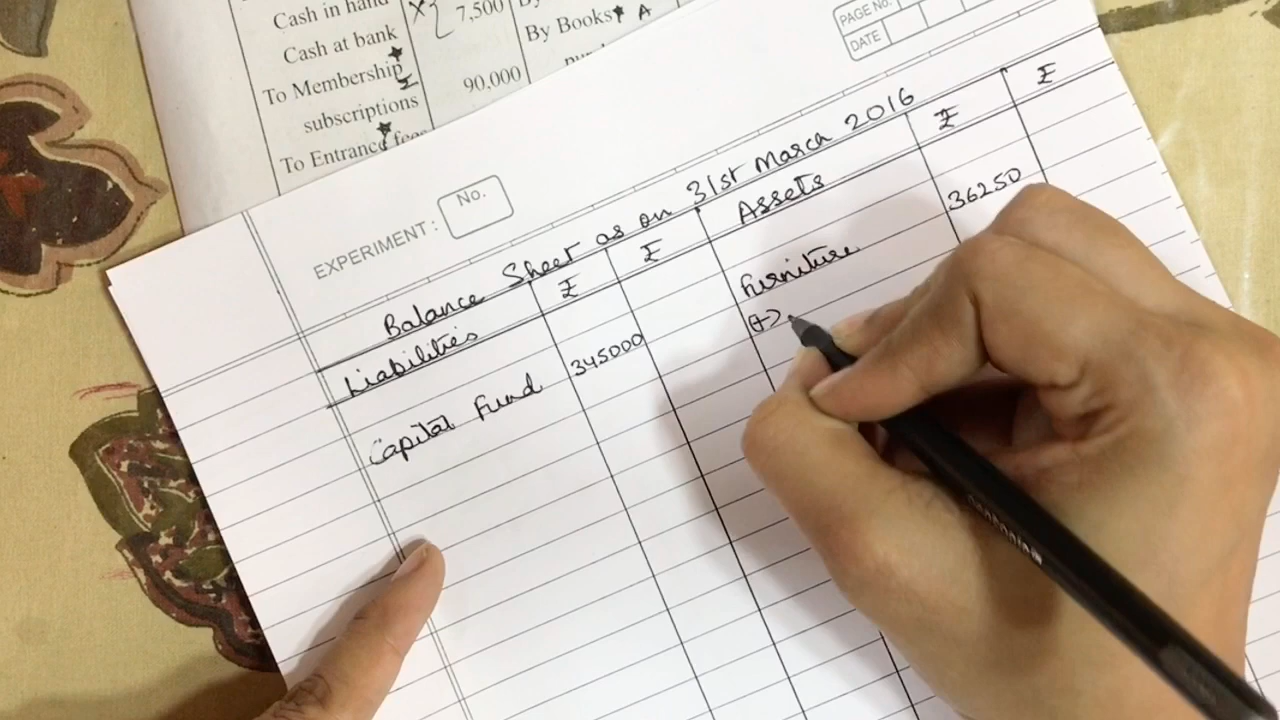 Cash in hand
7,500
Cash at bank
By Books
A
To Membership
subscriptions
90,000
To Entrance fees
PAGE No.
DATE
EXPERIMENT :
No.
Balance Sheet as on 31st March 2016
Liabilities ₹ ₹ Assets ₹ ₹
Capital Fund 345000 Furniture 36250
(+)